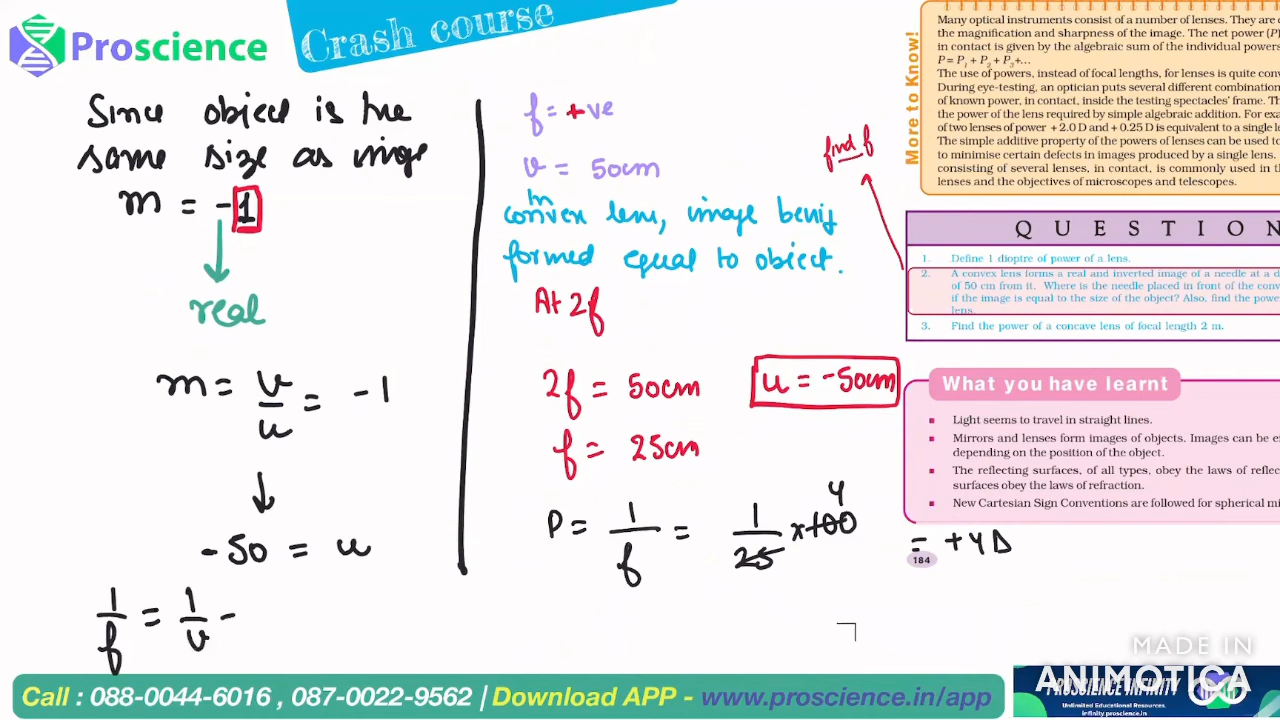 Proscience
Crash course
Since object is the
same size as image
m = -1
real
m = v/u = -1
-50 = u
1/f = 1/v -
f = +ve
v = 50cm
In
convex lens, image being
formed equal to object.
At 2f
2f = 50cm
u = -50cm
f = 25cm
P = 1/f = 1/25 x 100
4
= +4D
find f
More to Know!
Many optical instruments consist of a number of lenses. They are
the magnification and sharpness of the image. The net power (P)
in contact is given by the algebraic sum of the individual powers
P = P1 + P2 + P3+...
The use of powers, instead of focal lengths, for lenses is quite con
During eye-testing, an optician puts several different combination
of known power, in contact, inside the testing spectacles' frame. Th
the power of the lens required by simple algebraic addition. For exa
of two lenses of power + 2.0 D and + 0.25 D is equivalent to a single l
The simple additive property of the powers of lenses can be used to
to minimise certain defects in images produced by a single lens.
consisting of several lenses, in contact, is commonly used in th
lenses and the objectives of microscopes and telescopes.
Q U E S T I O N
1. Define 1 dioptre of power of a lens.
2. A convex lens forms a real and inverted image of a needle at a d
of 50 cm from it. Where is the needle placed in front of the conv
if the image is equal to the size of the object? Also, find the powe
lens.
3. Find the power of a concave lens of focal length 2 m.
What you have learnt
Light seems to travel in straight lines.
Mirrors and lenses form images of objects. Images can be
depending on the position of the object.
The reflecting surfaces, of all types, obey the laws of reflec
surfaces obey the laws of refraction.
New Cartesian Sign Conventions are followed for spherical mi
184
MADE IN
ANIMOTICA
PROSCIENCE INFINITY
Unlimited Educational Resources.
infinity.proscience.in
Call : 088-0044-6016 , 087-0022-9562 | Download APP - www.proscience.in/app